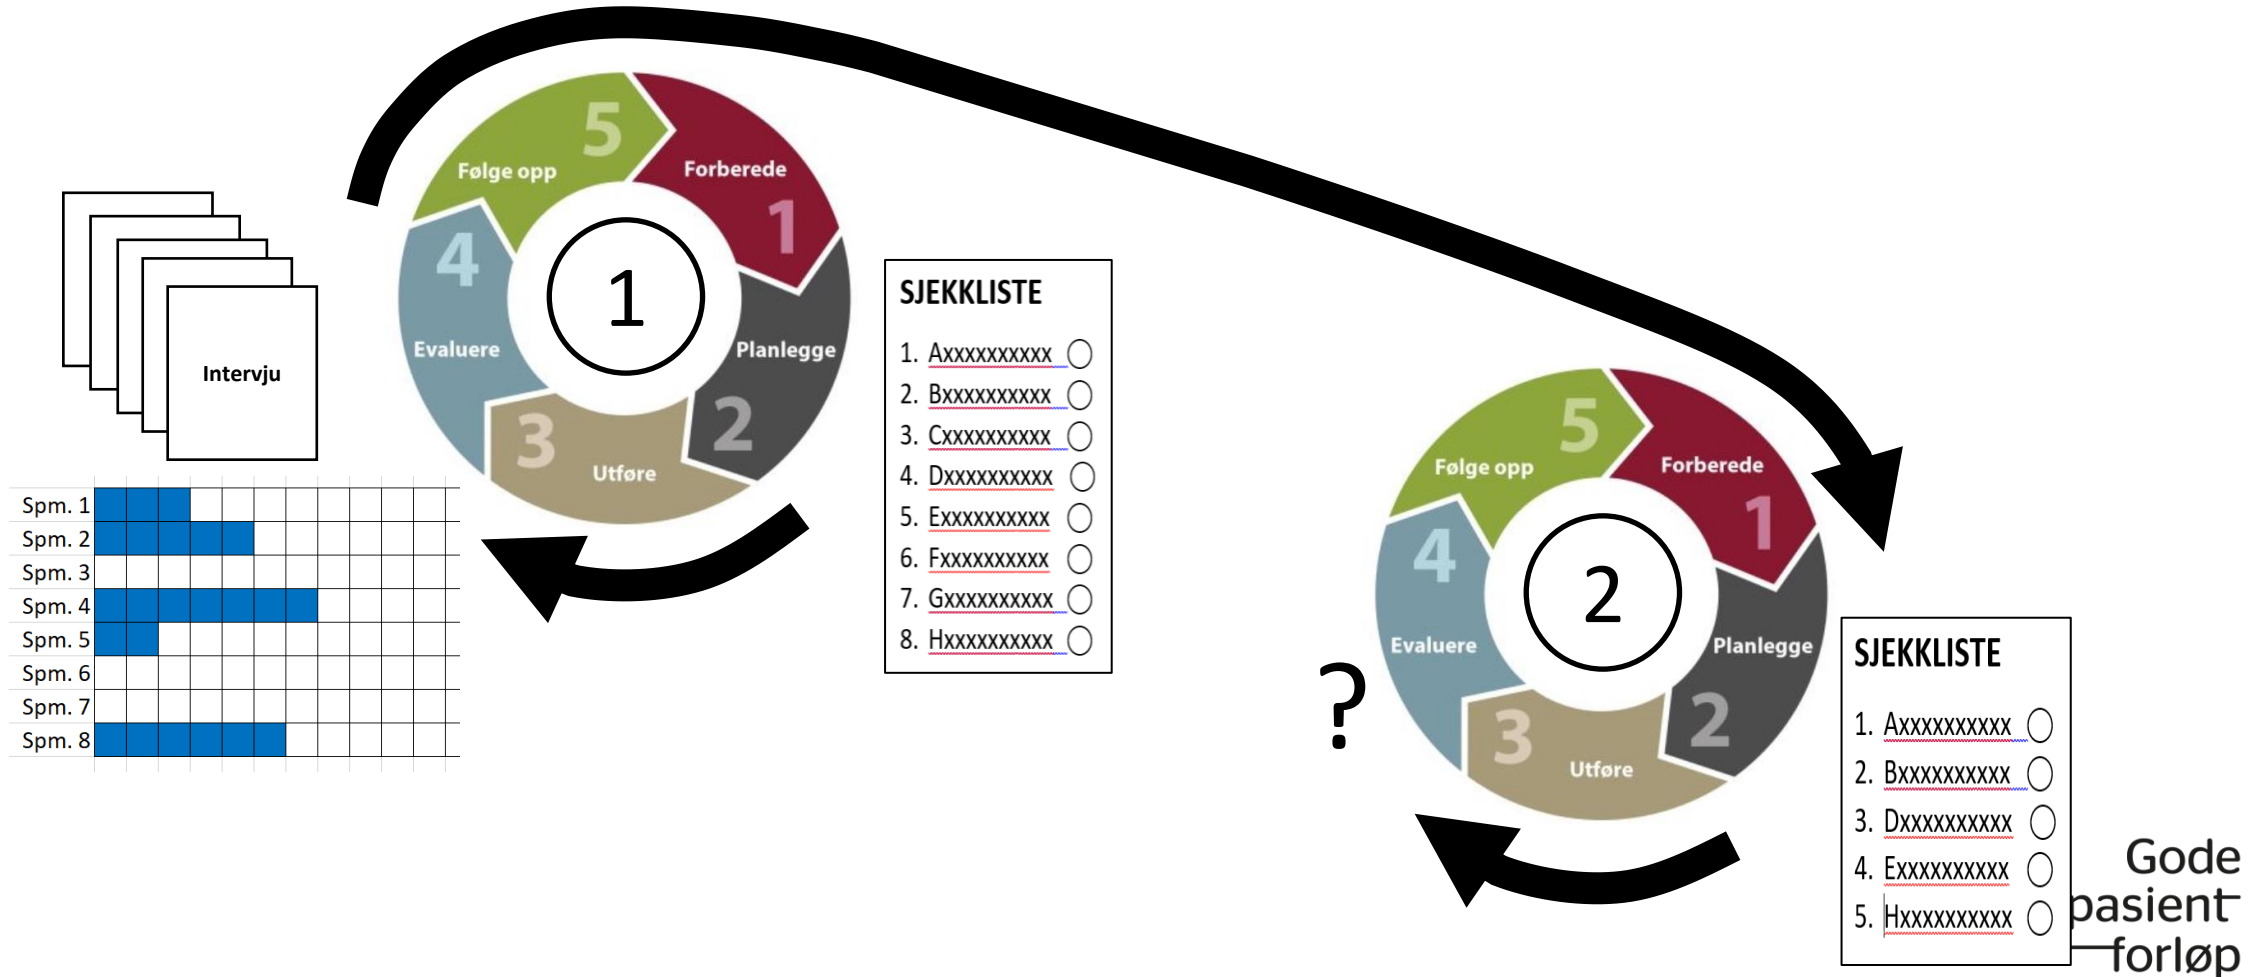 Intervju
Spm. 1
Spm. 2
Spm. 3
Spm. 4
Spm. 5
Spm. 6
Spm. 7
Spm. 8
5
Følge opp
Forberede
1
4
Evaluere
1
Planlegge
2
3
Utføre
SJEKKLISTE
1. Axxxxxxxxxx
2. Bxxxxxxxxxx
3. Cxxxxxxxxxx
4. Dxxxxxxxxxx
5. Exxxxxxxxxx
6. Fxxxxxxxxxx
7. Gxxxxxxxxxx
8. Hxxxxxxxxxx
?
5
Følge opp
Forberede
1
4
Evaluere
2
Planlegge
2
3
Utføre
SJEKKLISTE
1. Axxxxxxxxxx
2. Bxxxxxxxxxx
3. Dxxxxxxxxxx
4. Exxxxxxxxxx
5. Hxxxxxxxxxx
Gode
pasient
forløp